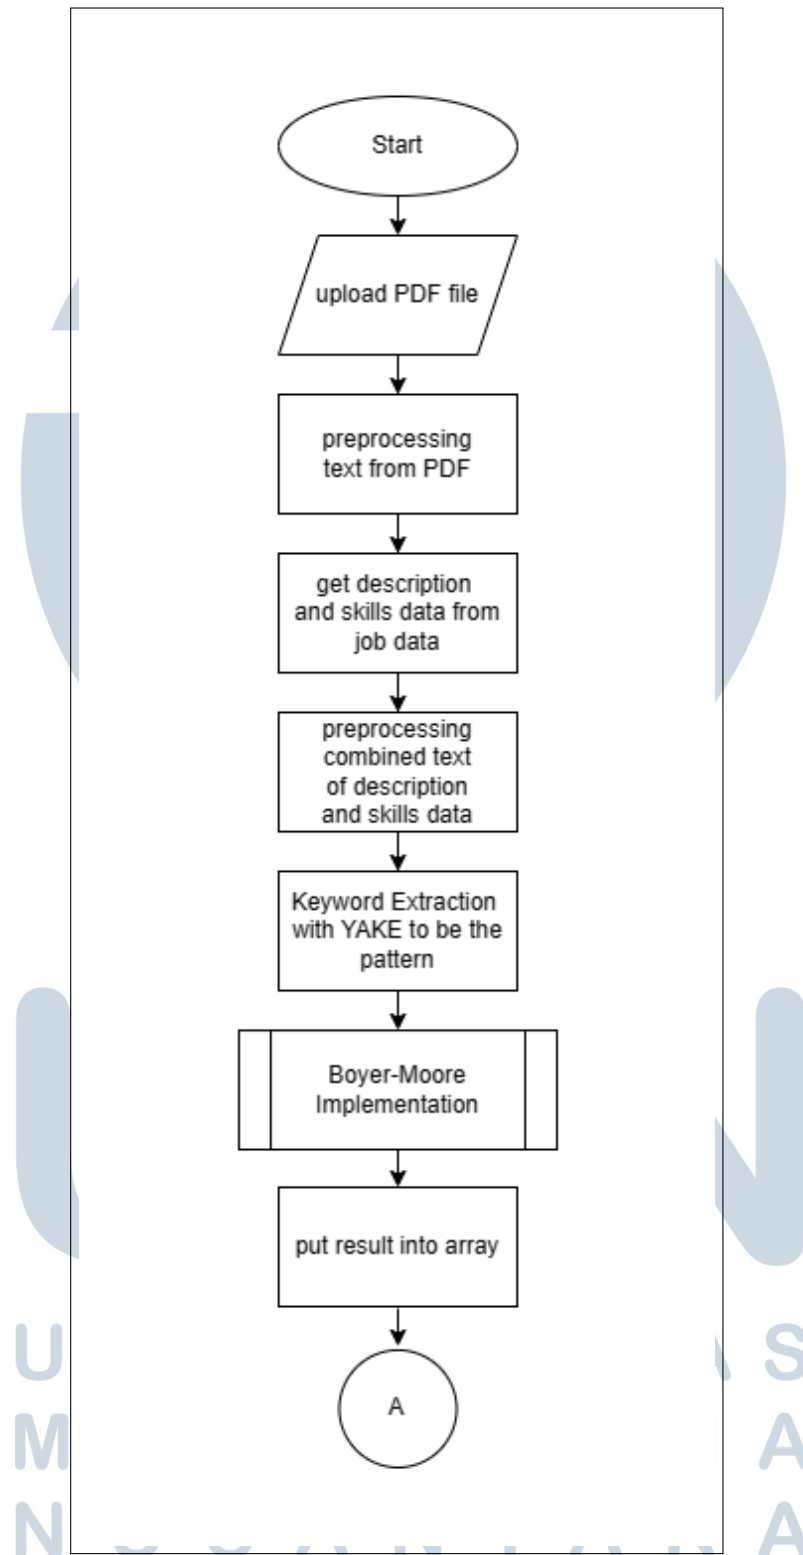 Start
upload PDF file
preprocessing
text from PDF
get description
and skills data from
job data
preprocessing
combined text
of description
and skills data
Keyword Extraction
with YAKE to be the
pattern
Boyer-Moore
Implementation
put result into array
A